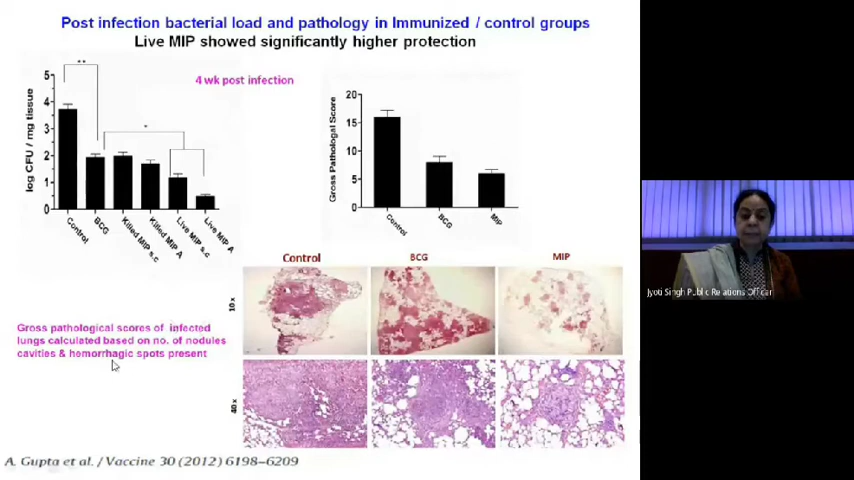 Post infection bacterial load and pathology in Immunized / control groups
Live MIP showed significantly higher protection
4 wk post infection
**
*
log CFU / mg tissue
5
4
3
2
1
0
Control
BCG
Killed MIP s.c
Killed MIP A
Live MIP s.c
Live MIP A
Gross Pathologal Score
20
15
10
5
0
Control
BCG
MIP
Control
BCG
MIP
10 x
40 x
Gross pathological scores of infected
lungs calculated based on no. of nodules
cavities & hemorrhagic spots present
A. Gupta et al. / Vaccine 30 (2012) 6198–6209
Jyoti Singh Public Relations Officer